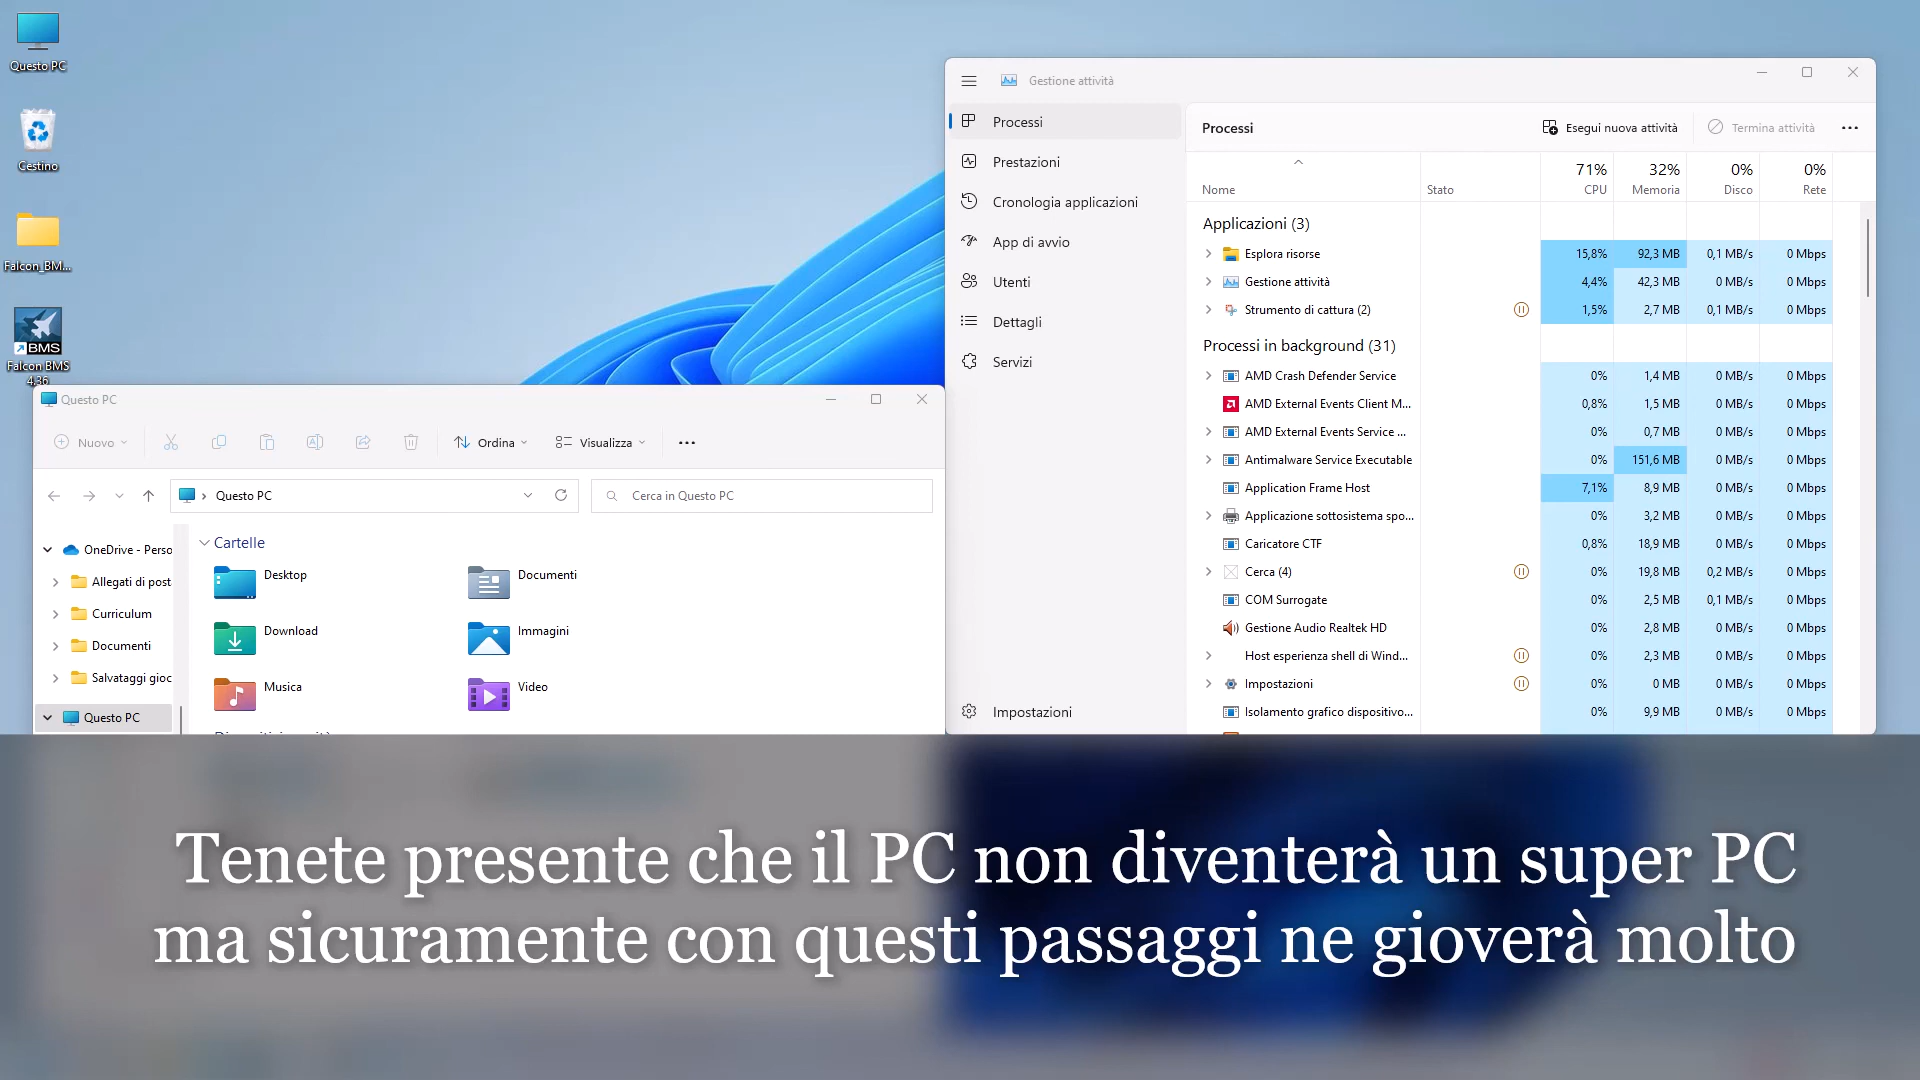 Questo PC
Cestino
Falcon_BM...
BMS
Falcon BMS
4.36
Questo PC
Nuovo
Ordina
Visualizza
Questo PC
Cerca in Questo PC
OneDrive - Perso
Allegati di post
Curriculum
Documenti
Salvataggi gioc
Questo PC
Cartelle
Desktop
Documenti
Download
Immagini
Musica
Video
Gestione attività
Processi
Prestazioni
Cronologia applicazioni
App di avvio
Utenti
Dettagli
Servizi
Impostazioni
Processi
Esegui nuova attività
Termina attività
71% 32% 0% 0%
Nome Stato CPU Memoria Disco Rete
Applicazioni (3)
Esplora risorse 15,8% 92,3 MB 0,1 MB/s 0 Mbps
Gestione attività 4,4% 42,3 MB 0 MB/s 0 Mbps
Strumento di cattura (2) 1,5% 2,7 MB 0,1 MB/s 0 Mbps
Processi in background (31)
AMD Crash Defender Service 0% 1,4 MB 0 MB/s 0 Mbps
AMD External Events Client M... 0,8% 1,5 MB 0 MB/s 0 Mbps
AMD External Events Service ... 0% 0,7 MB 0 MB/s 0 Mbps
Antimalware Service Executable 0% 151,6 MB 0 MB/s 0 Mbps
Application Frame Host 7,1% 8,9 MB 0 MB/s 0 Mbps
Applicazione sottosistema spo... 0% 3,2 MB 0 MB/s 0 Mbps
Caricatore CTF 0,8% 18,9 MB 0 MB/s 0 Mbps
Cerca (4) 0% 19,8 MB 0,2 MB/s 0 Mbps
COM Surrogate 0% 2,5 MB 0,1 MB/s 0 Mbps
Gestione Audio Realtek HD 0% 2,8 MB 0 MB/s 0 Mbps
Host esperienza shell di Wind... 0% 2,3 MB 0 MB/s 0 Mbps
Impostazioni 0% 0 MB 0 MB/s 0 Mbps
Isolamento grafico dispositivo... 0% 9,9 MB 0 MB/s 0 Mbps
Tenete presente che il PC non diventerà un super PC
ma sicuramente con questi passaggi ne gioverà molto